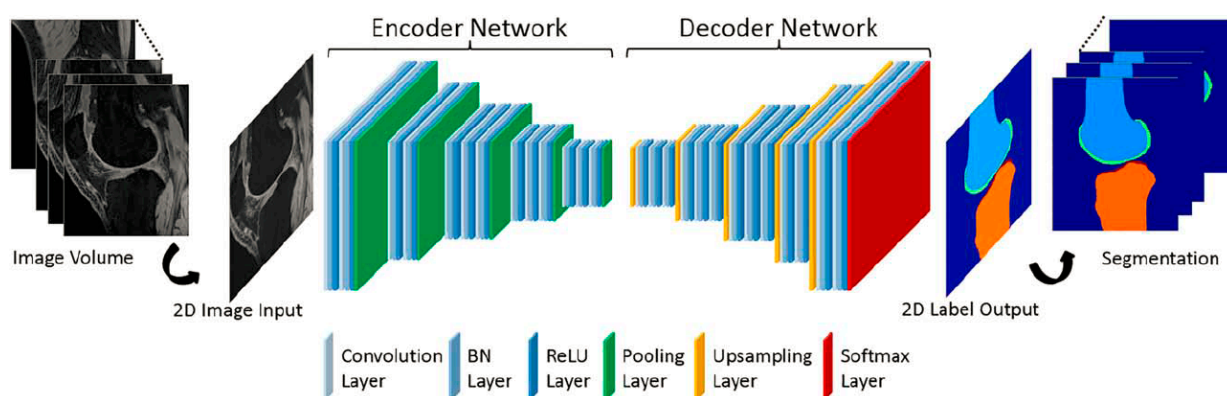 Encoder Network
Decoder Network
Image Volume
2D Image Input
2D Label Output
Segmentation
Convolution
Layer
BN
Layer
ReLU
Layer
Pooling
Layer
Upsampling
Layer
Softmax
Layer